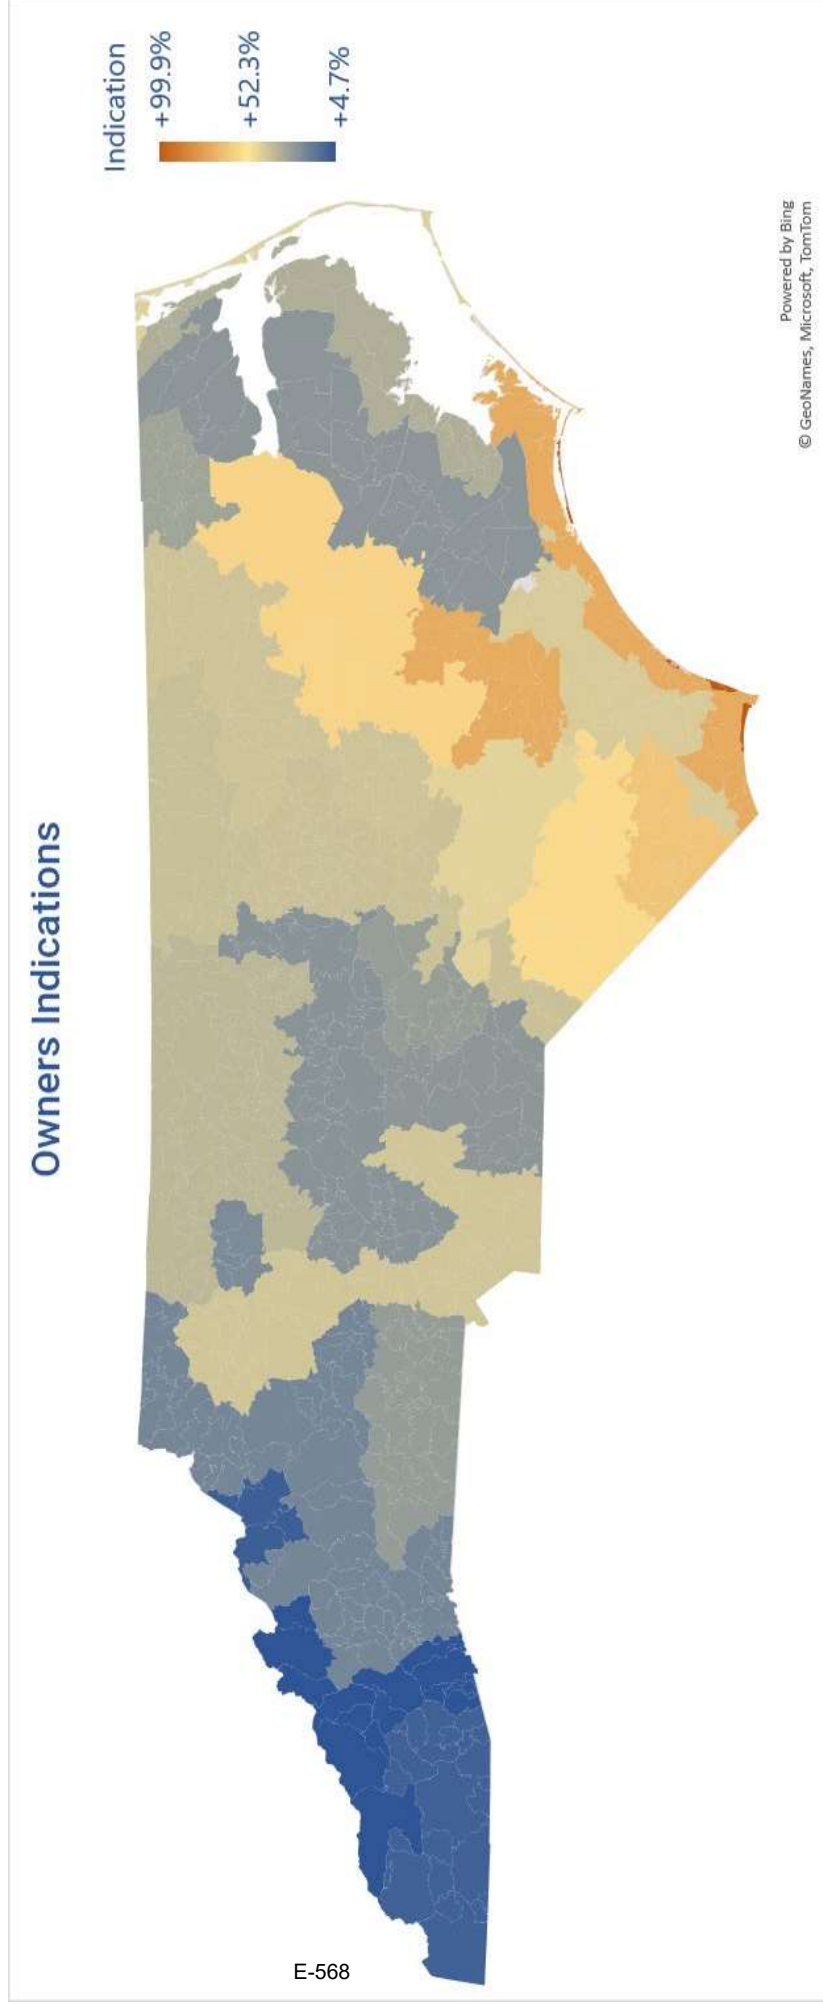 Owners Indications
Indication
+99.9%
+52.3%
+4.7%
Powered by Bing
© GeoNames, Microsoft, TomTom
E-568